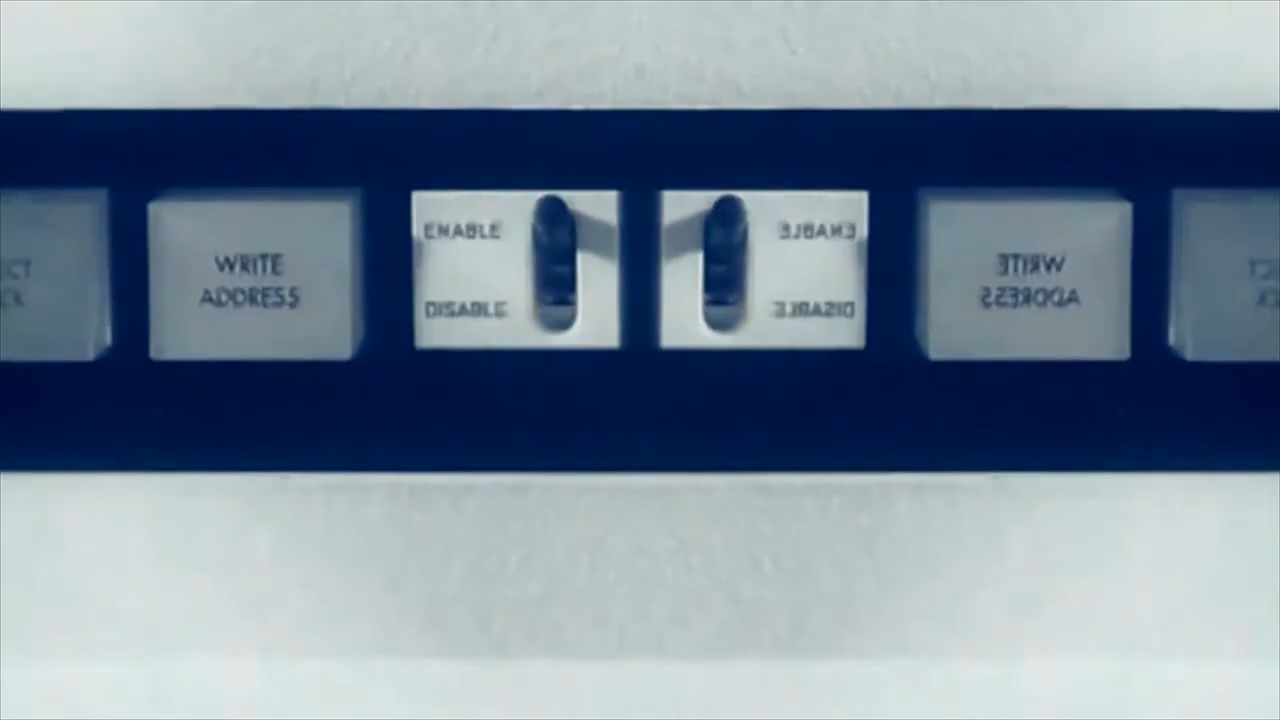 WRITE
ADDRESS
ENABLE
DISABLE
ENABLE
DISABLE
WRITE
ADDRESS